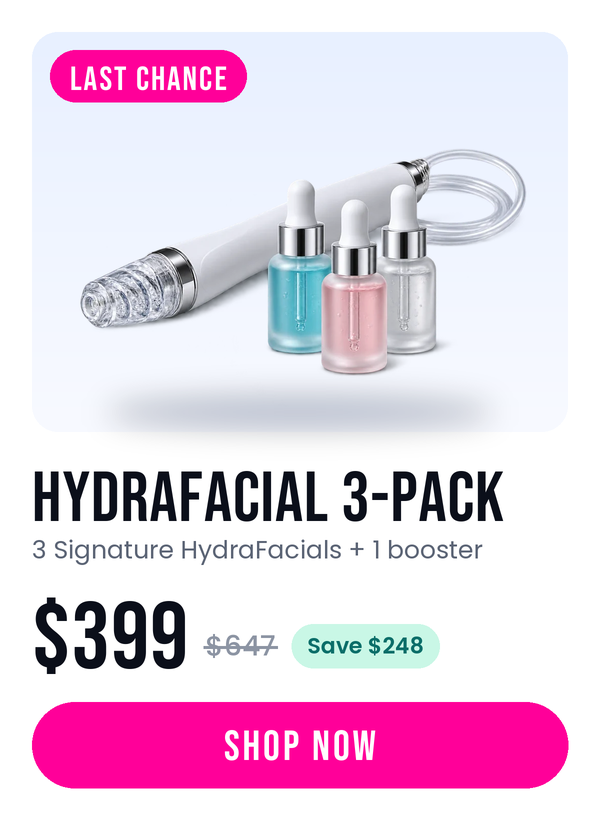 LAST CHANCE
HYDRAFACIAL 3-PACK
3 Signature HydraFacials + 1 booster
$399 $647 Save $248
SHOP NOW